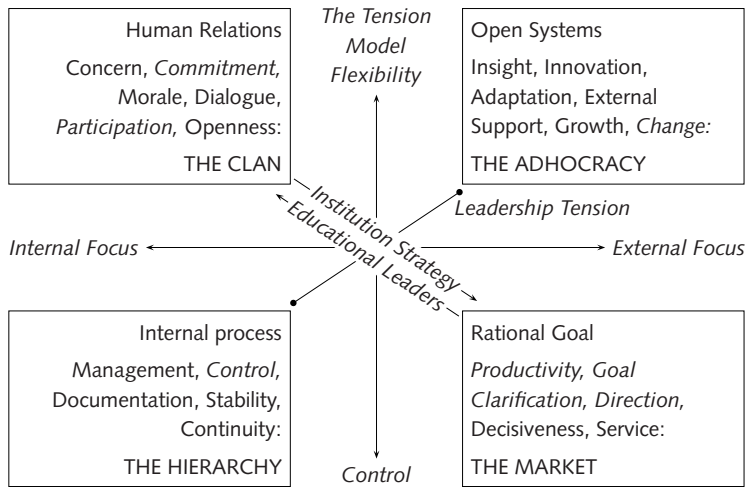 Human Relations
Concern, Commitment,
Morale, Dialogue,
Participation, Openness:
THE CLAN
The Tension
Model
Flexibility
Open Systems
Insight, Innovation,
Adaptation, External
Support, Growth, Change:
THE ADHOCRACY
Institution Strategy
Educational Leaders
Leadership Tension
Internal Focus
External Focus
Internal process
Management, Control,
Documentation, Stability,
Continuity:
THE HIERARCHY
Control
Rational Goal
Productivity, Goal
Clarification, Direction,
Decisiveness, Service:
THE MARKET